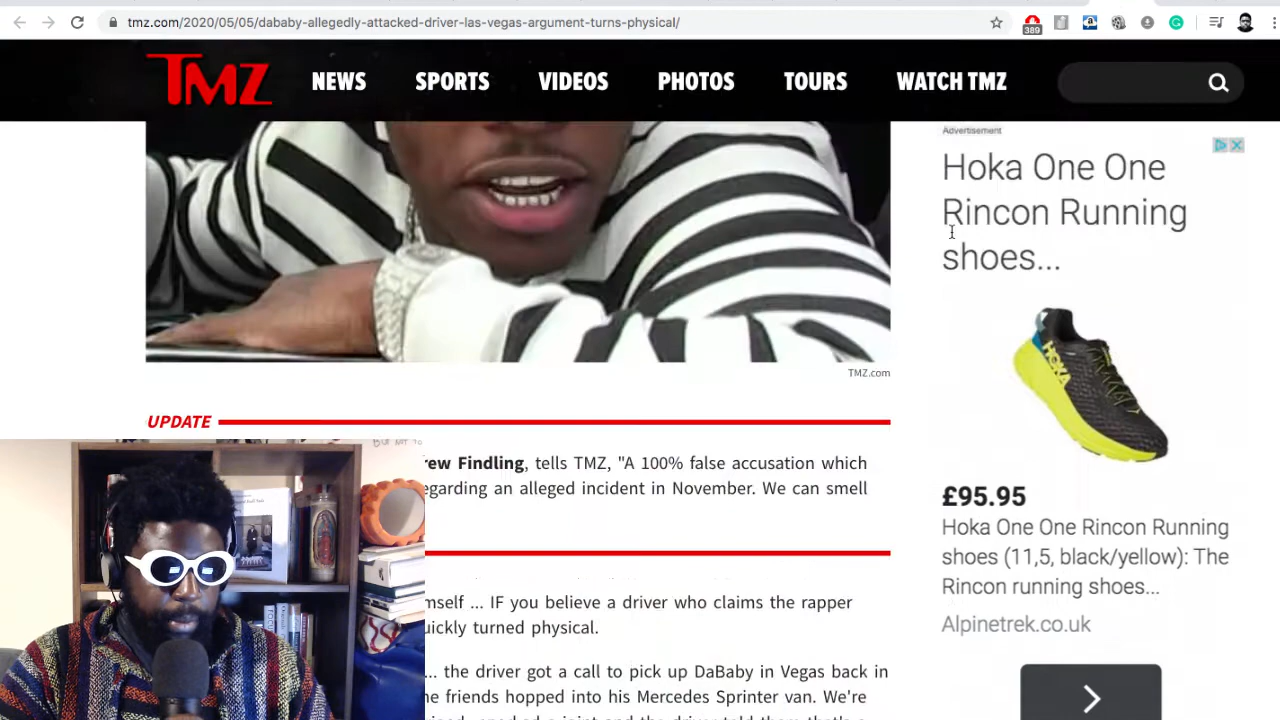 tmz.com/2020/05/05/dababy-allegedly-attacked-driver-las-vegas-argument-turns-physical/
389
TMZ NEWS SPORTS VIDEOS PHOTOS TOURS WATCH TMZ
Advertisement
Hoka One One
Rincon Running
shoes...
HOKA
TMZ.com
UPDATE
rew Findling, tells TMZ, "A 100% false accusation which
egarding an alleged incident in November. We can smell
mself ... IF you believe a driver who claims the rapper
uickly turned physical.
... the driver got a call to pick up DaBaby in Vegas back in
ne friends hopped into his Mercedes Sprinter van. We're
£95.95
Hoka One One Rincon Running
shoes (11,5, black/yellow): The
Rincon running shoes...
Alpinetrek.co.uk